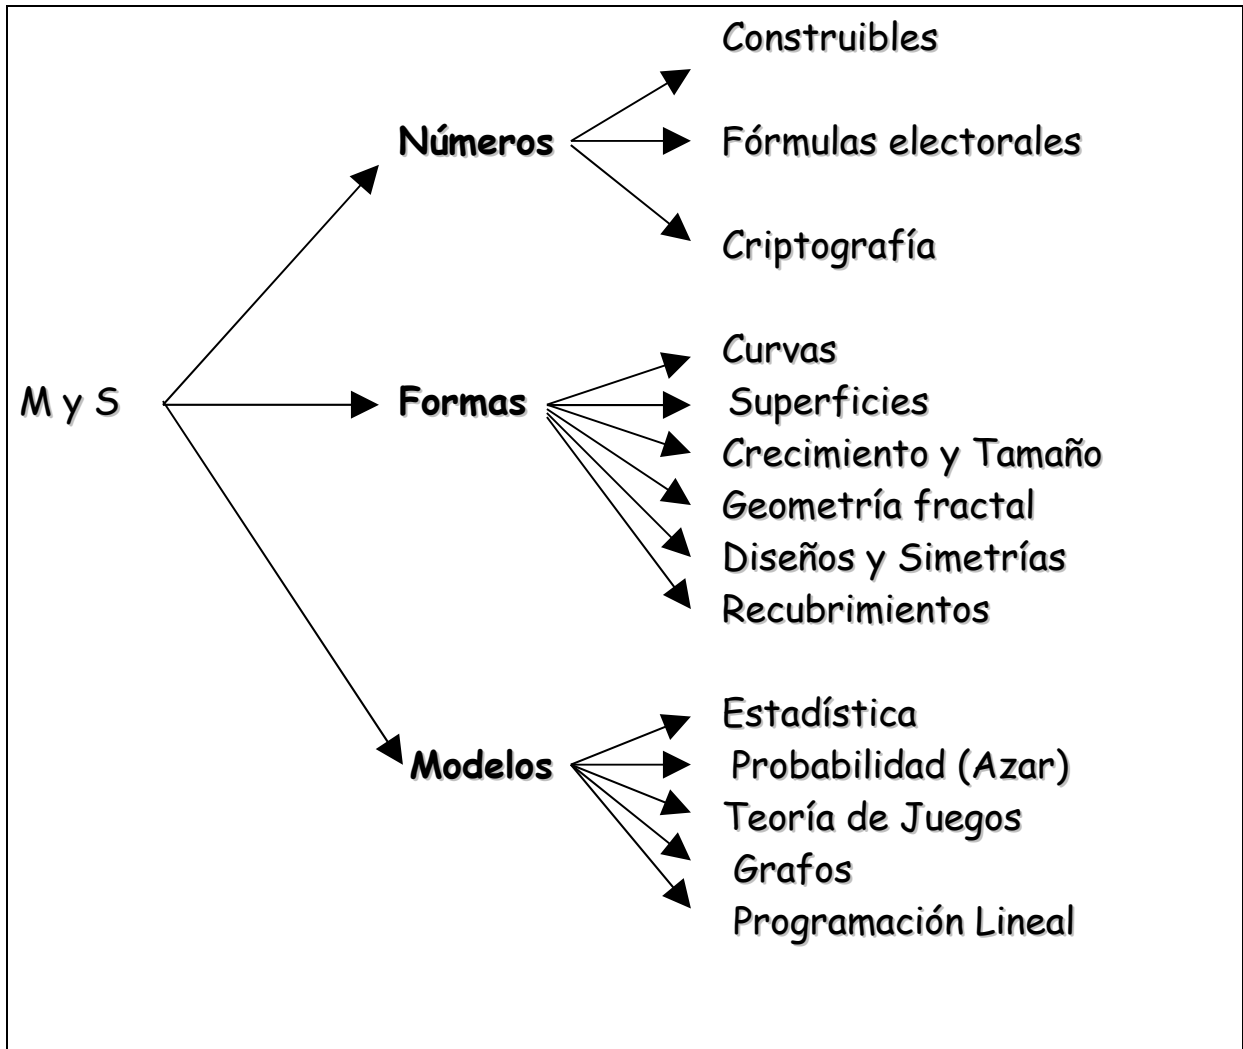 Construibles
Números
Fórmulas electorales
Criptografía
M y S
Formas
Curvas
Superficies
Crecimiento y Tamaño
Geometría fractal
Diseños y Simetrías
Recubrimientos
Modelos
Estadística
Probabilidad (Azar)
Teoría de Juegos
Grafos
Programación Lineal